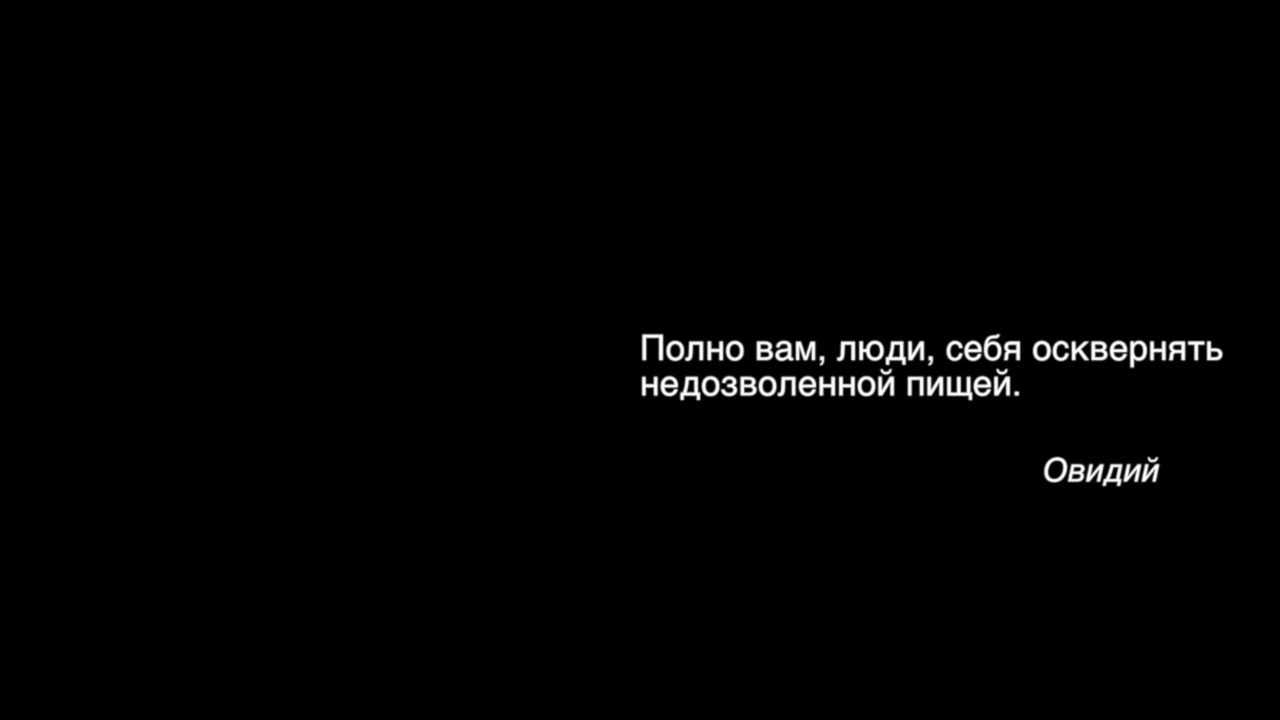 Полно вам, люди, себя осквернять
недозволенной пищей.
Овидий